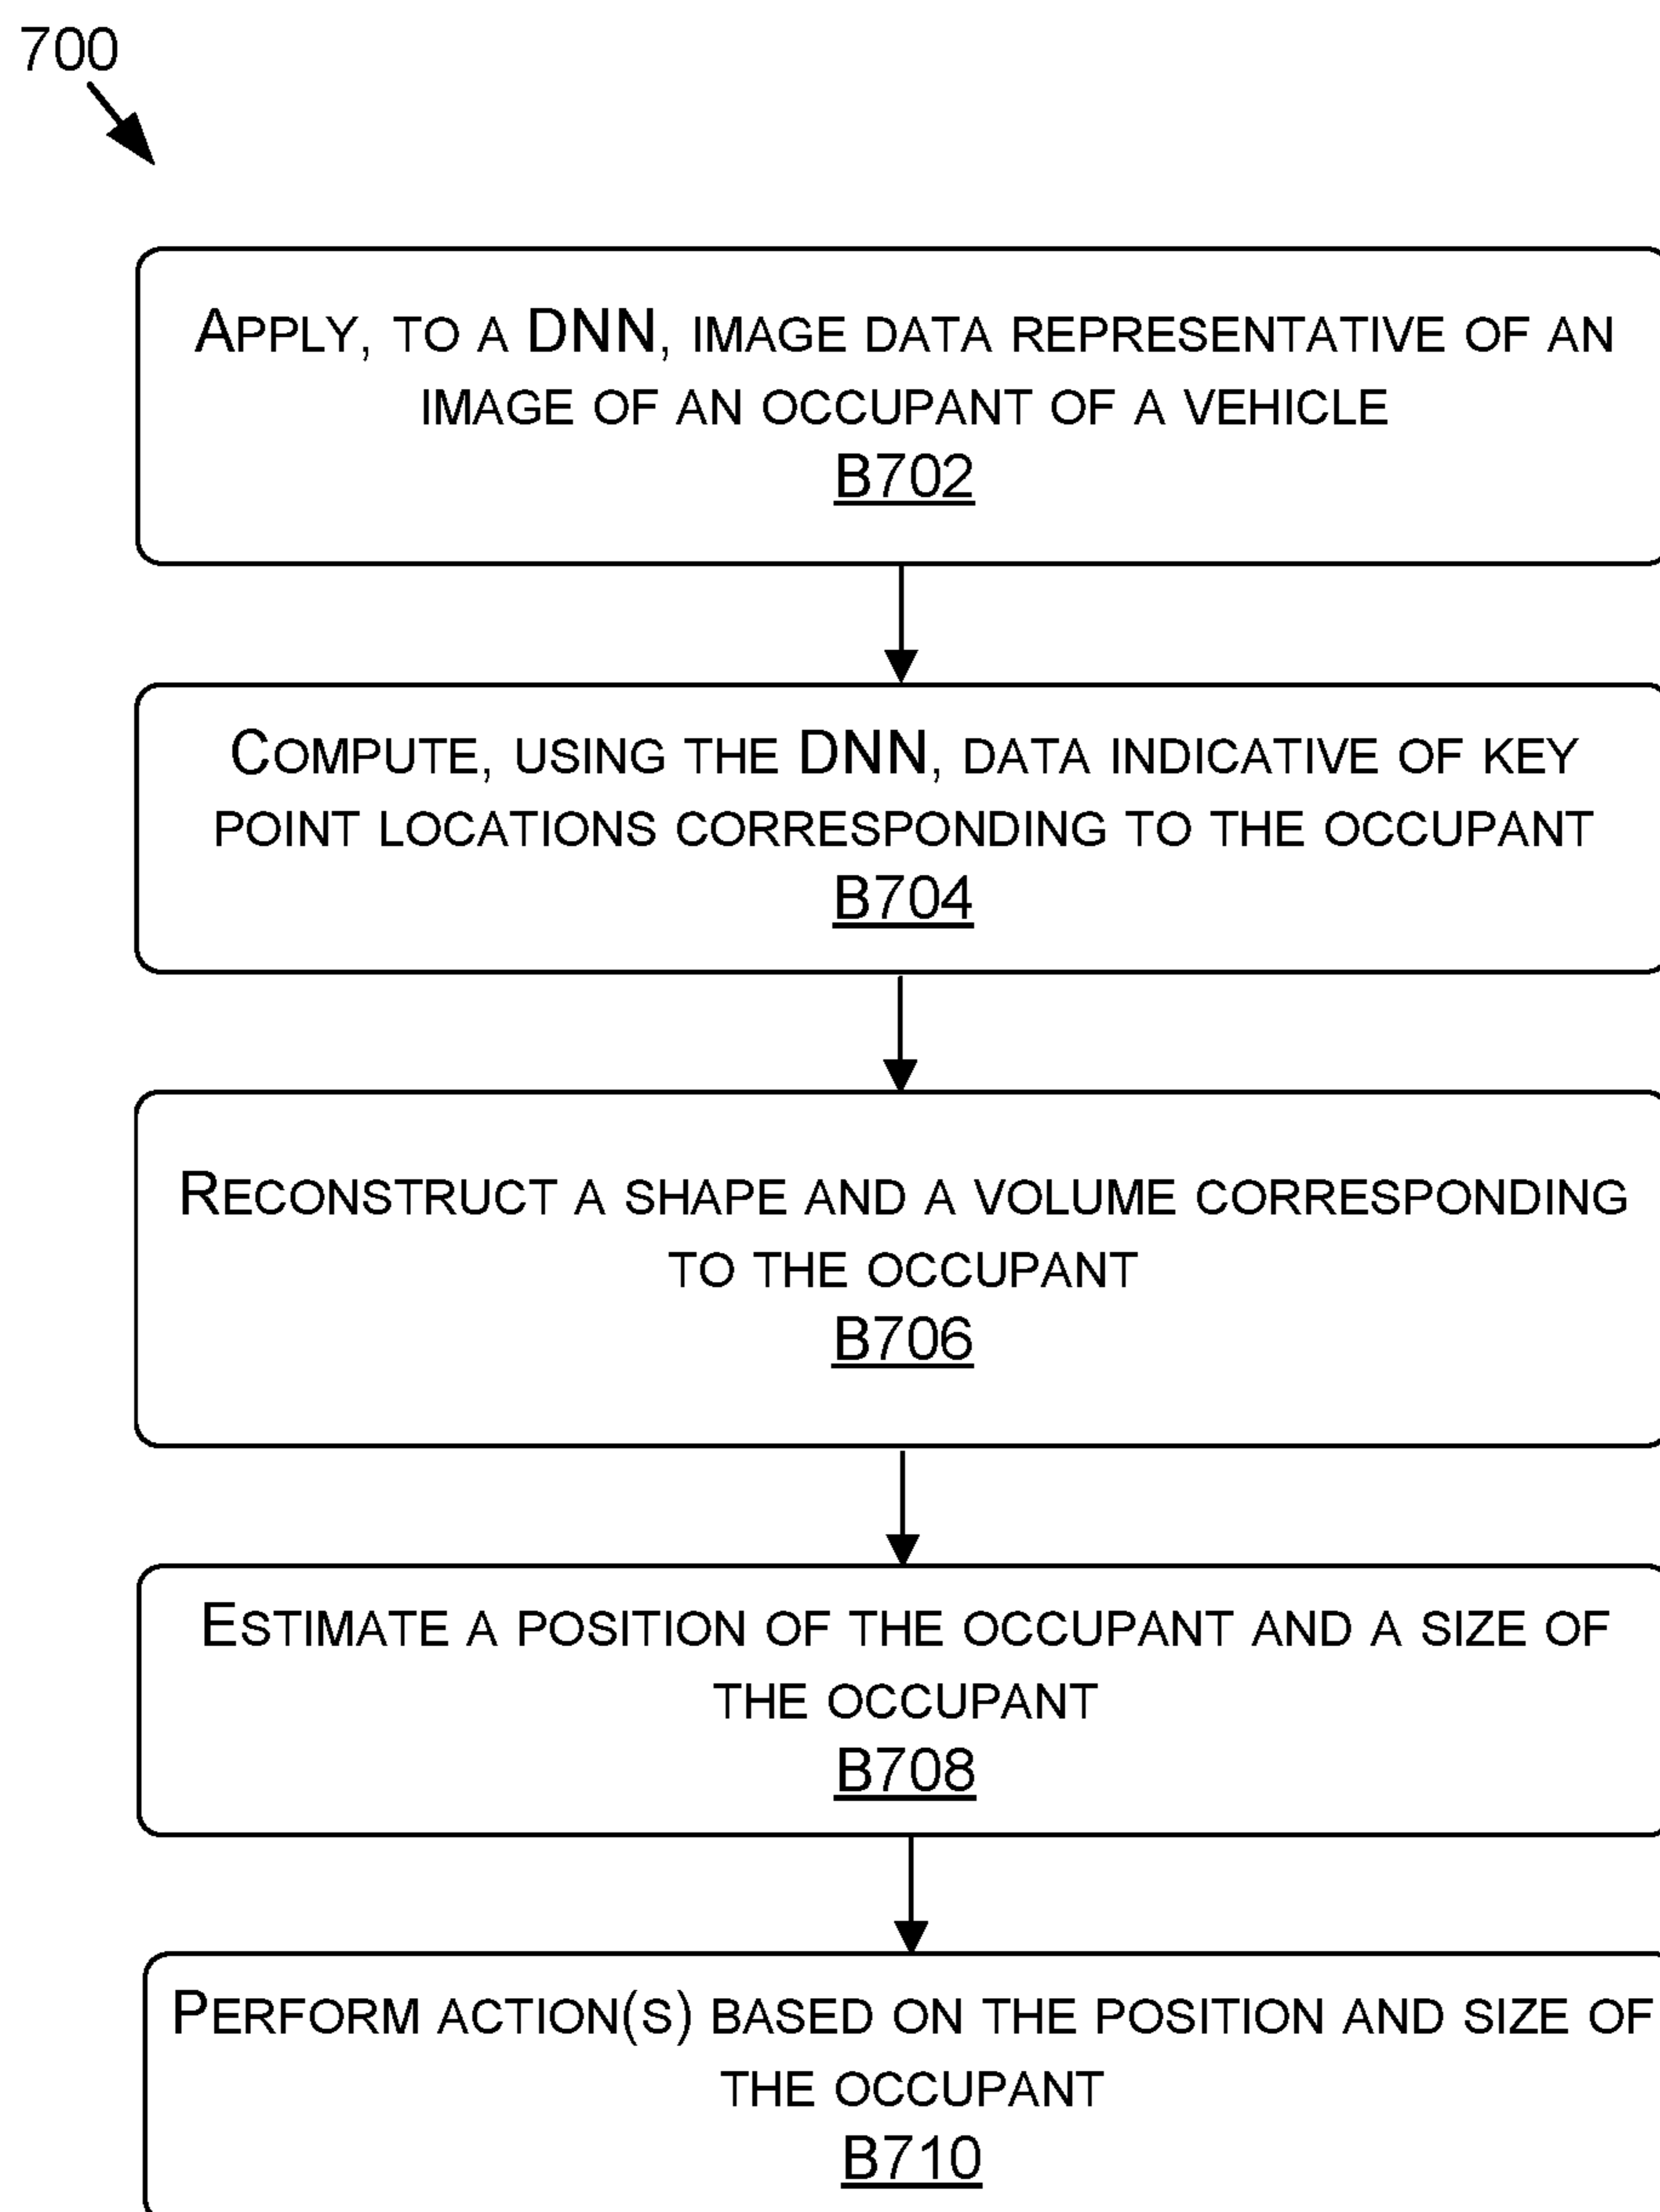 700
APPLY, TO A DNN, IMAGE DATA REPRESENTATIVE OF AN
IMAGE OF AN OCCUPANT OF A VEHICLE
B702
COMPUTE, USING THE DNN, DATA INDICATIVE OF KEY
POINT LOCATIONS CORRESPONDING TO THE OCCUPANT
B704
RECONSTRUCT A SHAPE AND A VOLUME CORRESPONDING
TO THE OCCUPANT
B706
ESTIMATE A POSITION OF THE OCCUPANT AND A SIZE OF
THE OCCUPANT
B708
PERFORM ACTION(S) BASED ON THE POSITION AND SIZE OF
THE OCCUPANT
B710